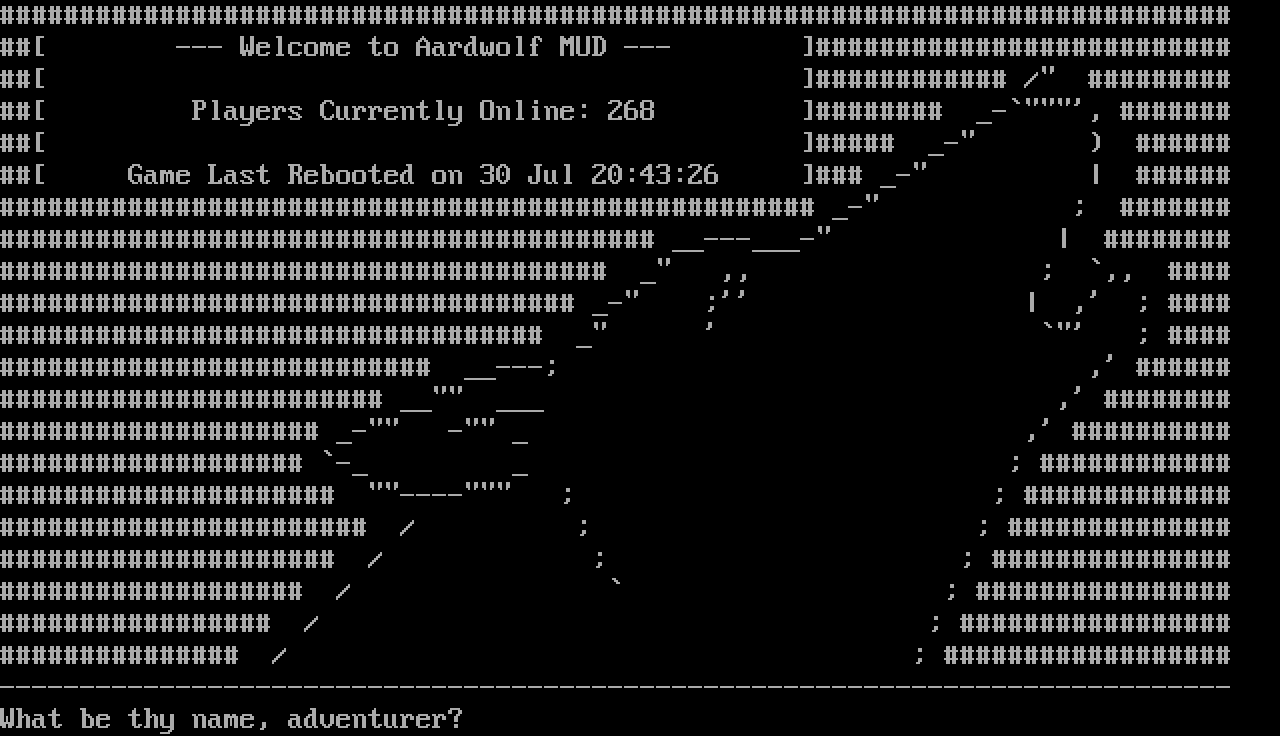 --- Welcome to Aardwolf MUD ---
Players Currently Online: 268
Game Last Rebooted on 30 Jul 20:43:26
What be thy name, adventurer?